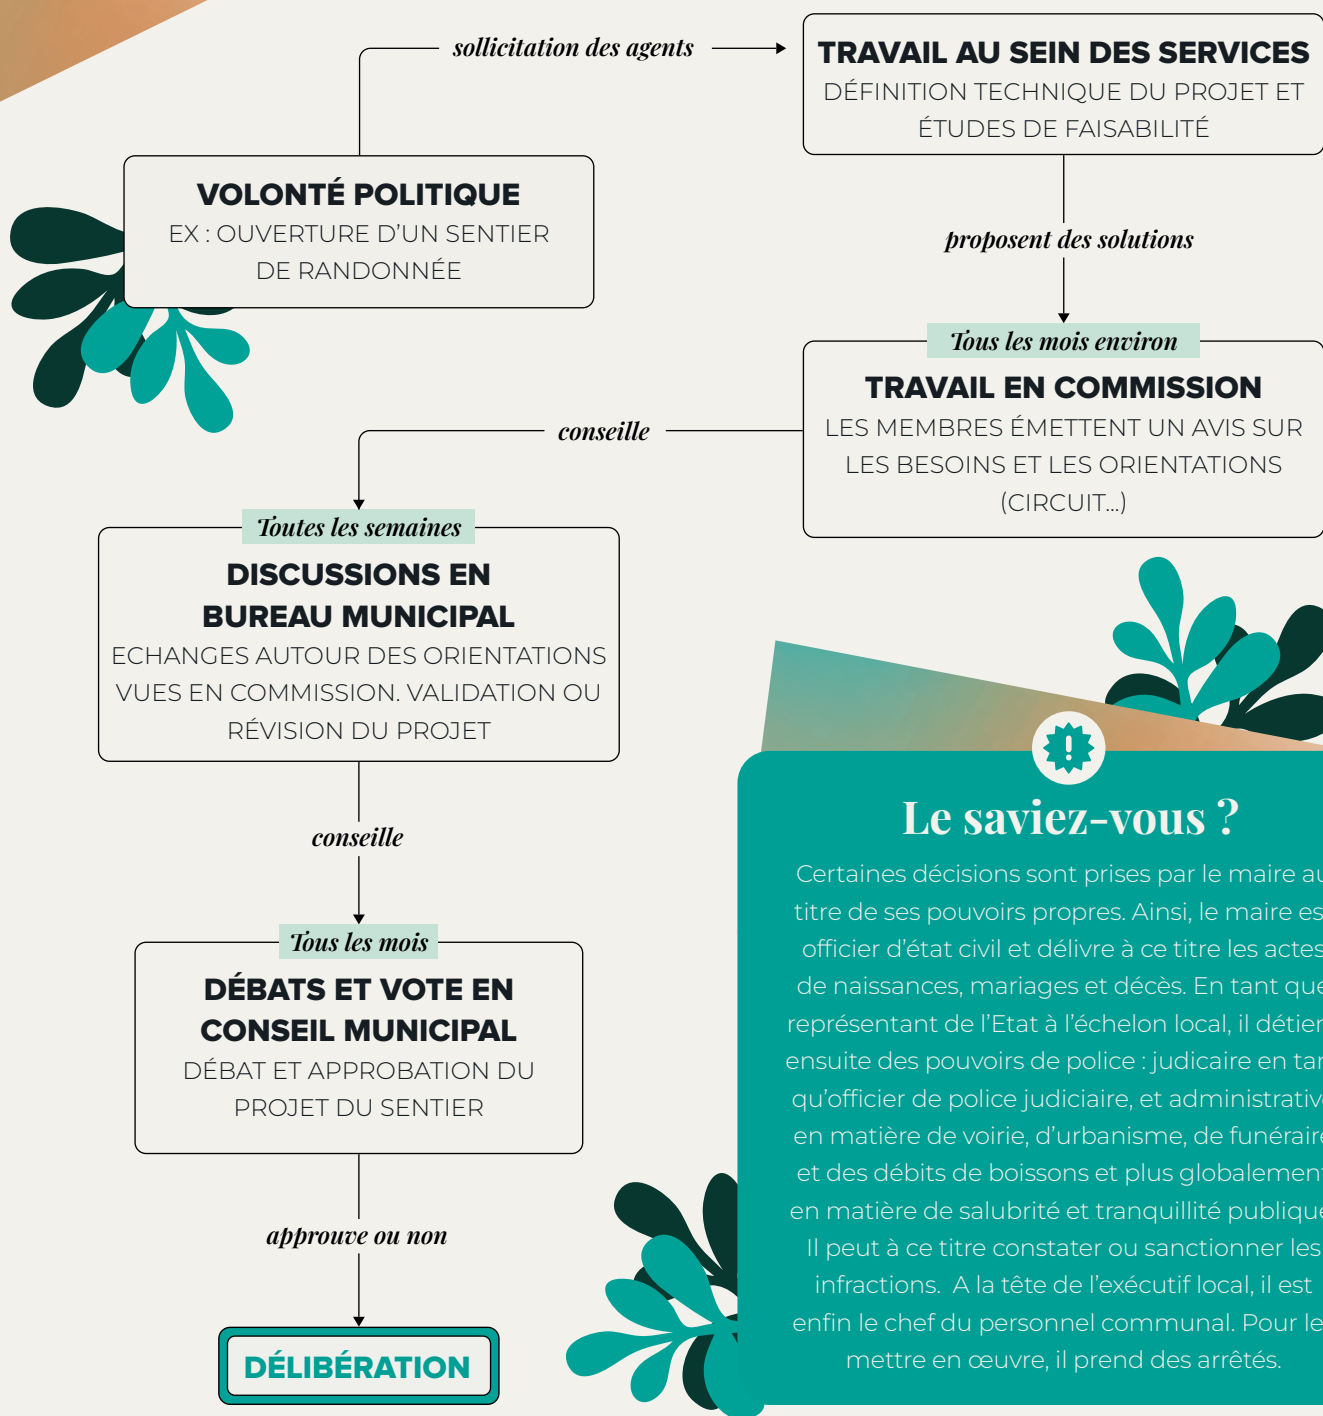 sollicitation des agents
TRAVAIL AU SEIN DES SERVICES
DÉFINITION TECHNIQUE DU PROJET ET
ÉTUDES DE FAISABILITÉ
VOLONTÉ POLITIQUE
EX : OUVERTURE D'UN SENTIER
DE RANDONNÉE
proposent des solutions
Tous les mois environ
TRAVAIL EN COMMISSION
LES MEMBRES ÉMETTENT UN AVIS SUR
LES BESOINS ET LES ORIENTATIONS
(CIRCUIT...)
conseille
Toutes les semaines
DISCUSSIONS EN
BUREAU MUNICIPAL
ECHANGES AUTOUR DES ORIENTATIONS
VUES EN COMMISSION. VALIDATION OU
RÉVISION DU PROJET
conseille
Tous les mois
DÉBATS ET VOTE EN
CONSEIL MUNICIPAL
DÉBAT ET APPROBATION DU
PROJET DU SENTIER
approuve ou non
DÉLIBÉRATION
Le saviez-vous ?
Certaines décisions sont prises par le maire au
titre de ses pouvoirs propres. Ainsi, le maire es
officier d'état civil et délivre à ce titre les actes
de naissances, mariages et décès. En tant que
représentant de l'Etat à l'échelon local, il détien
ensuite des pouvoirs de police : judicaire en tan
qu'officier de police judiciaire, et administrative
en matière de voirie, d'urbanisme, de funéraire
et des débits de boissons et plus globalement
en matière de salubrité et tranquillité publique
Il peut à ce titre constater ou sanctionner les
infractions. A la tête de l'exécutif local, il est
enfin le chef du personnel communal. Pour le
mettre en œuvre, il prend des arrêtés.